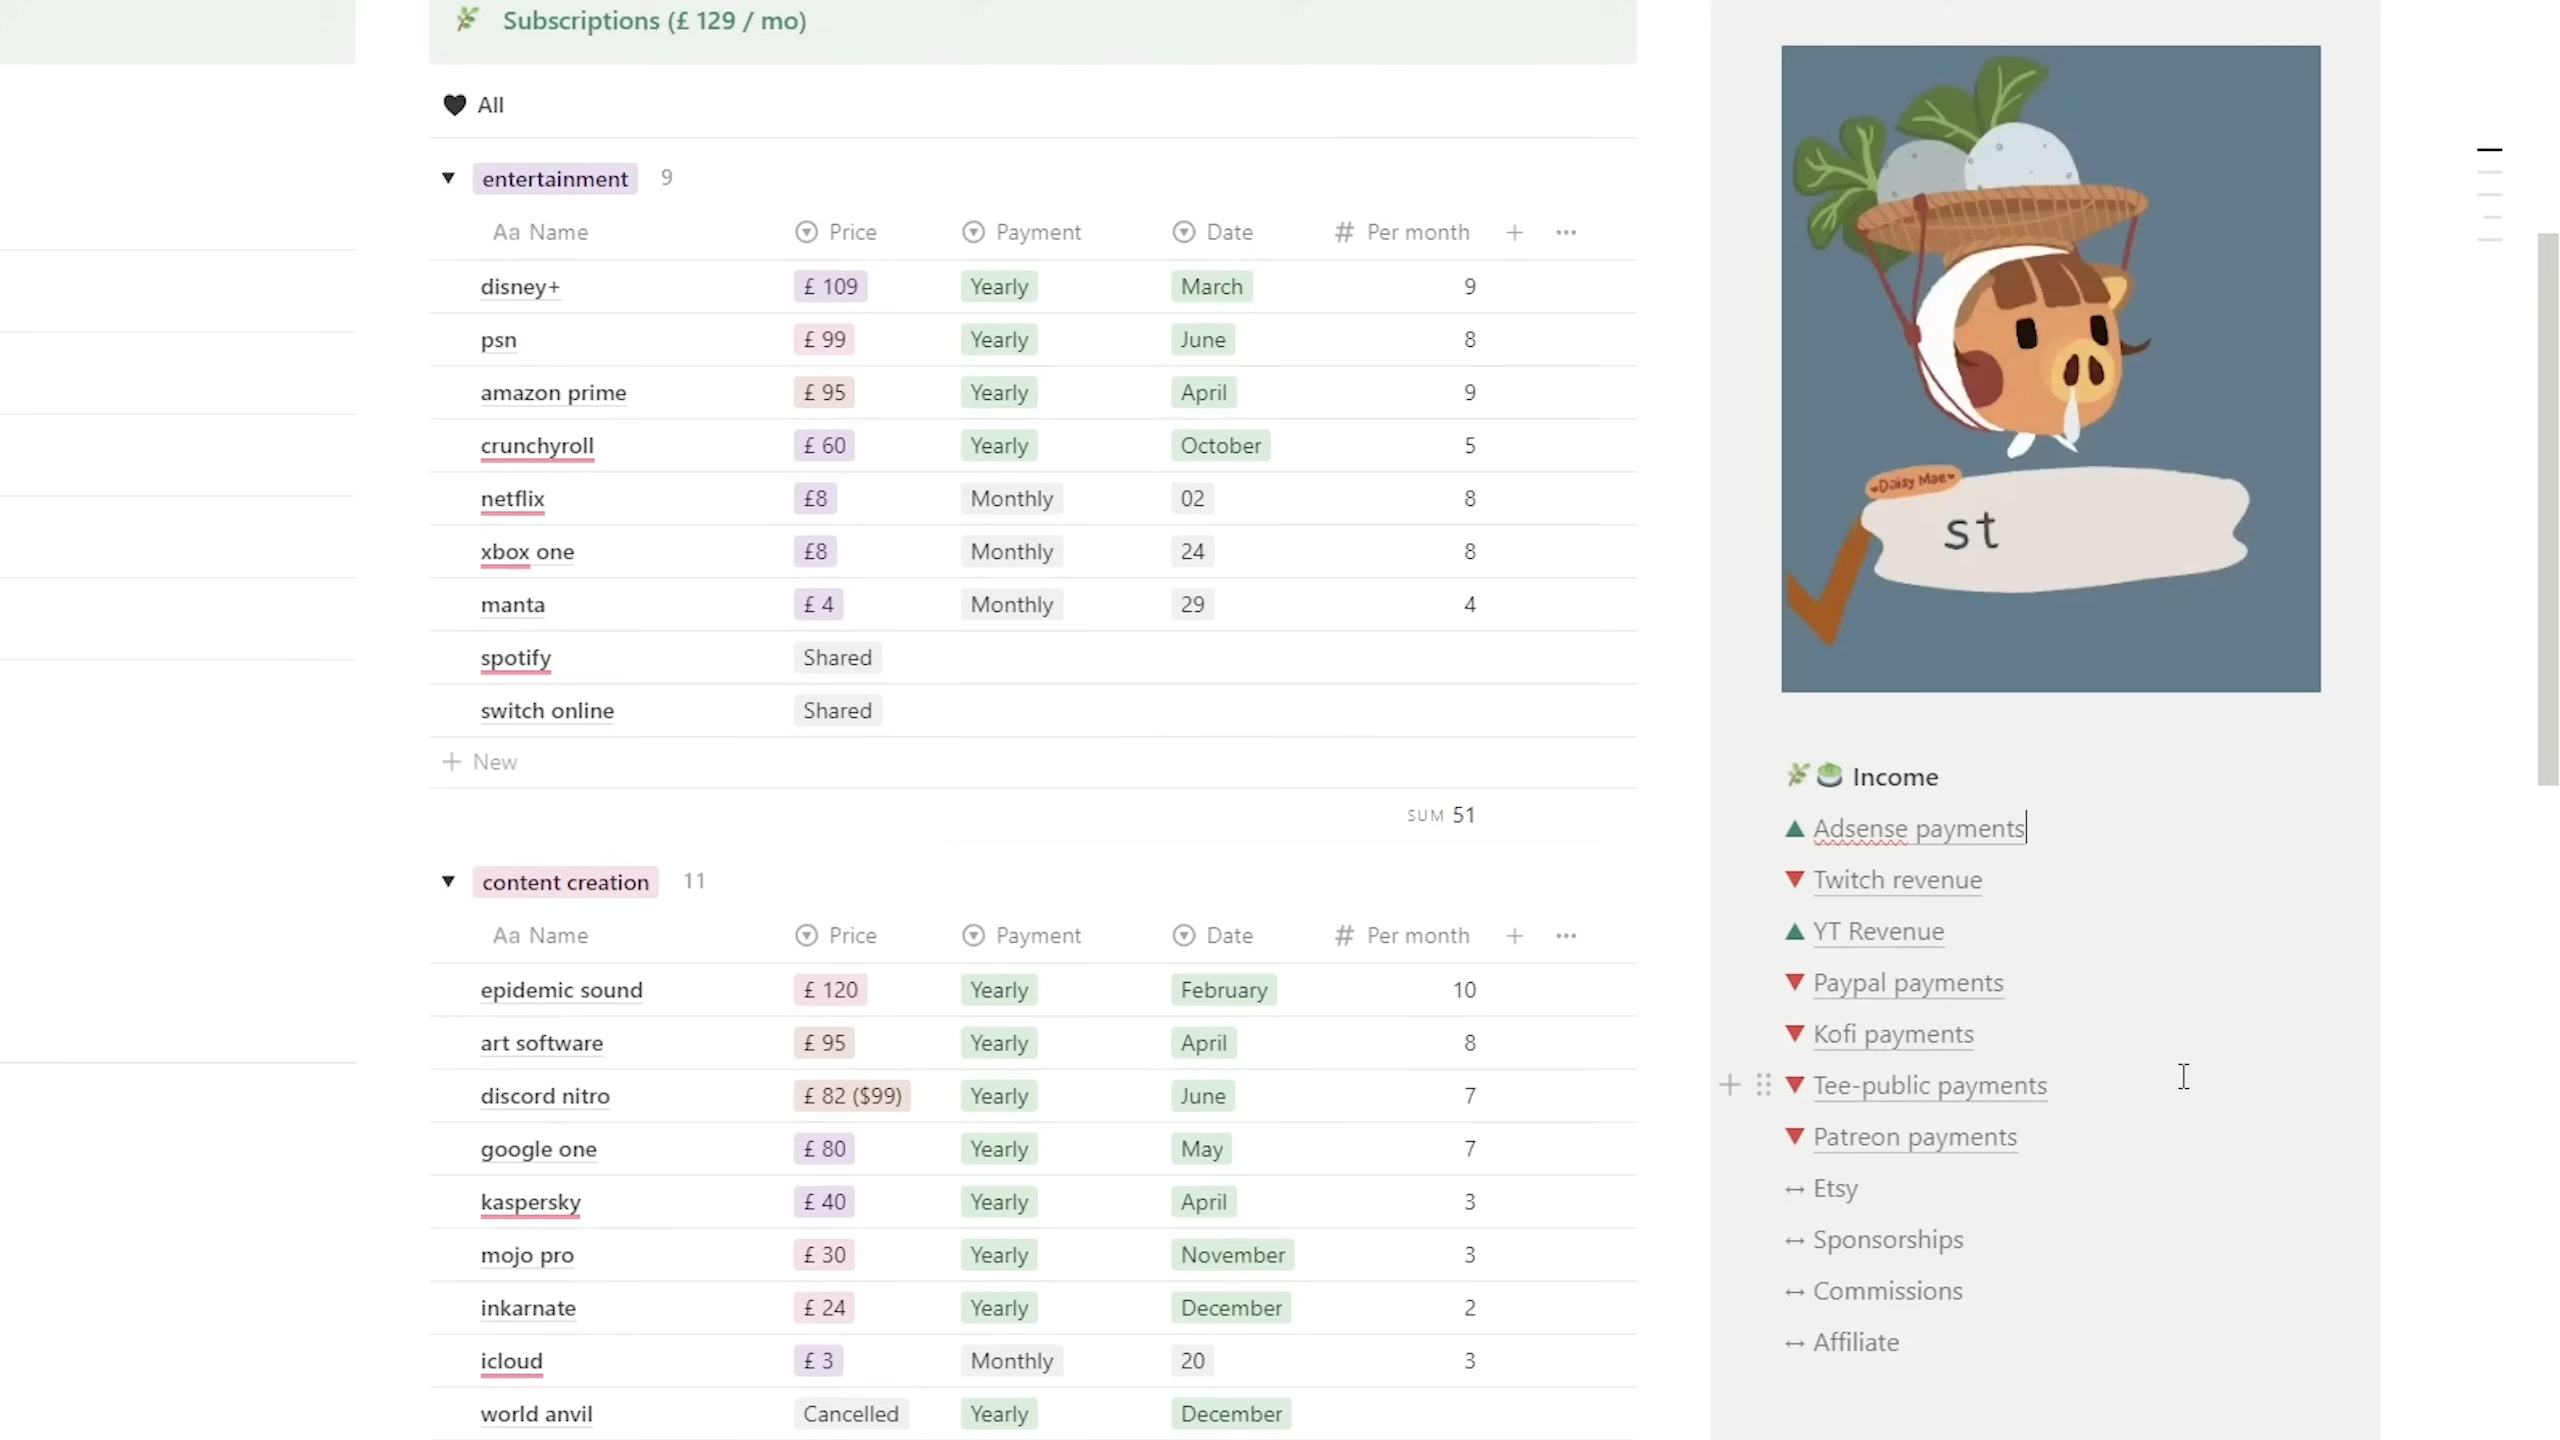 Subscriptions (£ 129 / mo)
All
entertainment 9
Aa Name Price Payment Date # Per month + ...
disney+ £ 109 Yearly March 9
psn £ 99 Yearly June 8
amazon prime £ 95 Yearly April 9
crunchyroll £ 60 Yearly October 5
netflix £8 Monthly 02 8
xbox one £8 Monthly 24 8
manta £ 4 Monthly 29 4
spotify Shared
switch online Shared
+ New
SUM 51
content creation 11
Aa Name Price Payment Date # Per month + ...
epidemic sound £ 120 Yearly February 10
art software £ 95 Yearly April 8
discord nitro £ 82 ($99) Yearly June 7
google one £ 80 Yearly May 7
kaspersky £ 40 Yearly April 3
mojo pro £ 30 Yearly November 3
inkarnate £ 24 Yearly December 2
icloud £ 3 Monthly 20 3
world anvil Cancelled Yearly December
Daisy Mae
st
Income
Adsense payments
Twitch revenue
YT Revenue
Paypal payments
Kofi payments
Tee-public payments
Patreon payments
↔ Etsy
↔ Sponsorships
↔ Commissions
↔ Affiliate